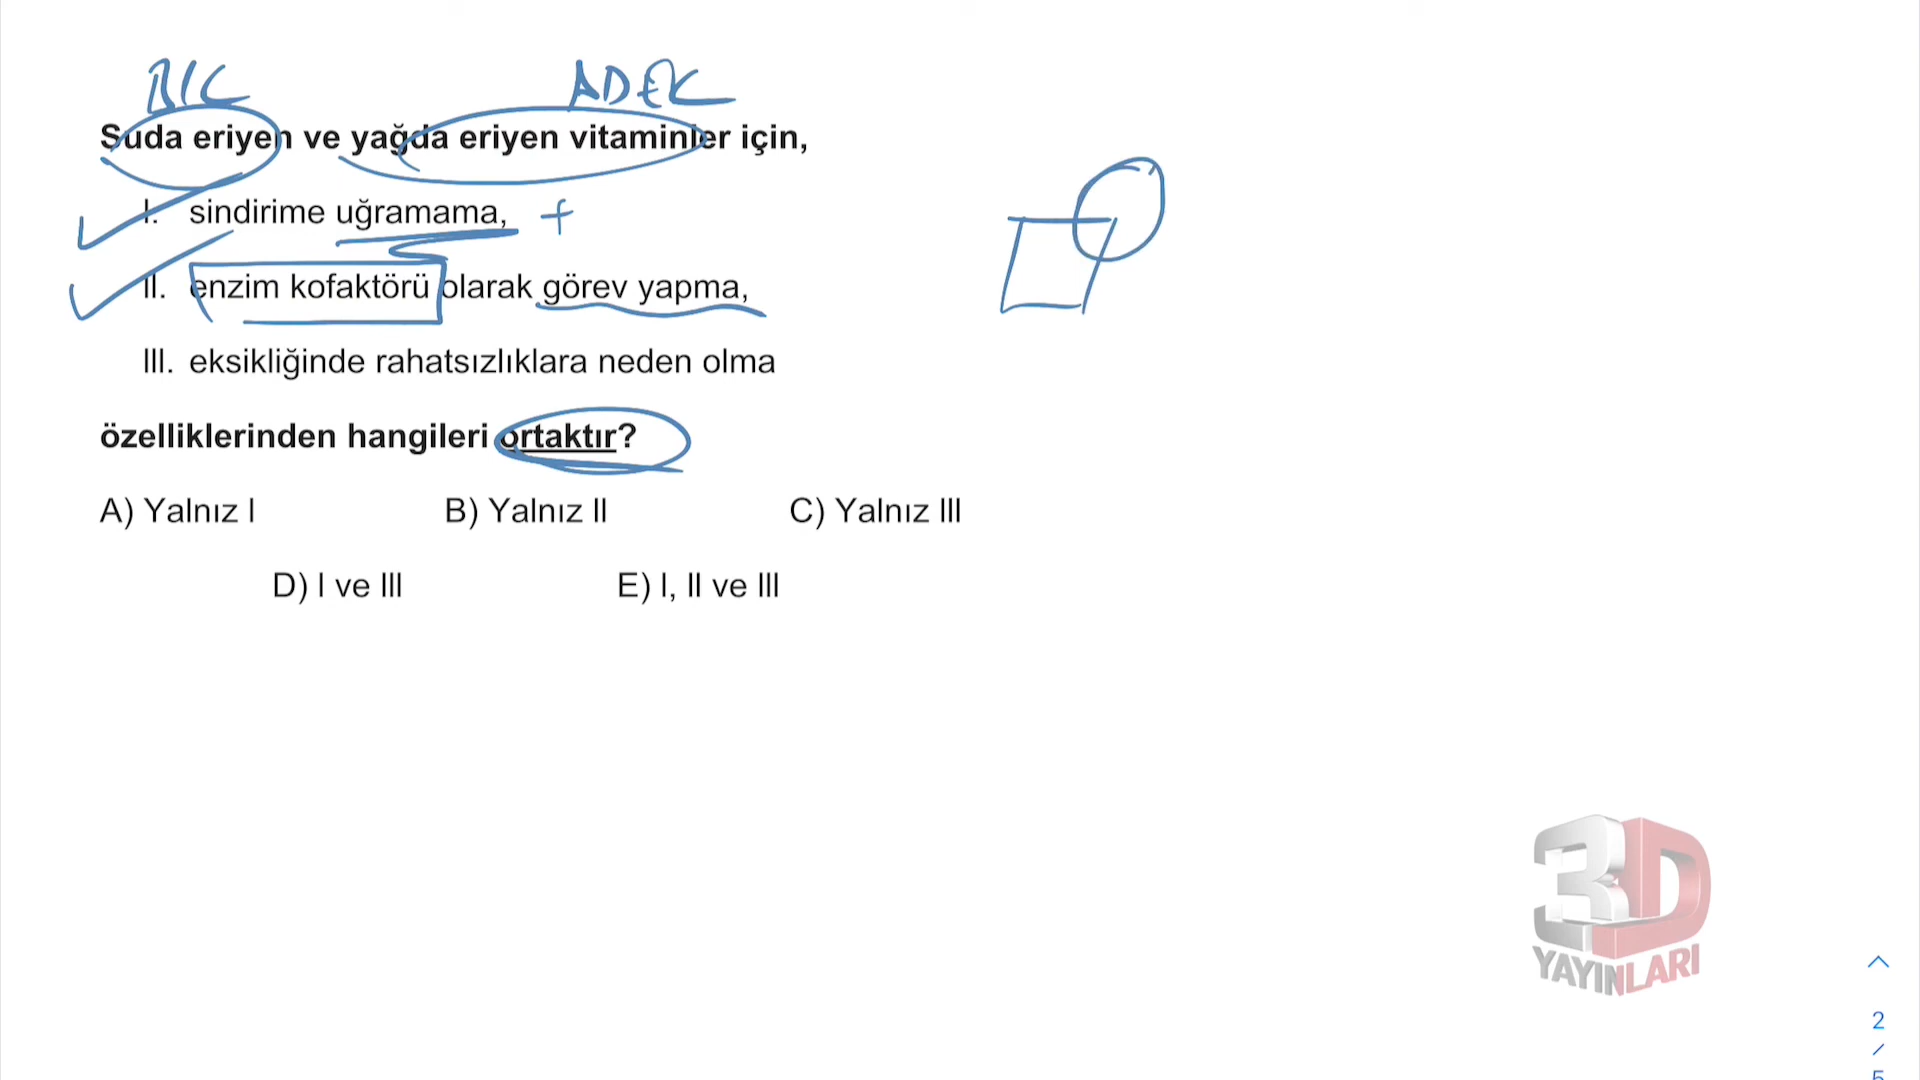 B, C
ADEK
Suda eriyen ve yağda eriyen vitaminler için,
I. sindirime uğramama, +
II. enzim kofaktörü olarak görev yapma,
III. eksikliğinde rahatsızlıklara neden olma
özelliklerinden hangileri ortaktır?
A) Yalnız I B) Yalnız II C) Yalnız III
D) I ve III E) I, II ve III
3D
YAYINLARI
2
/
5